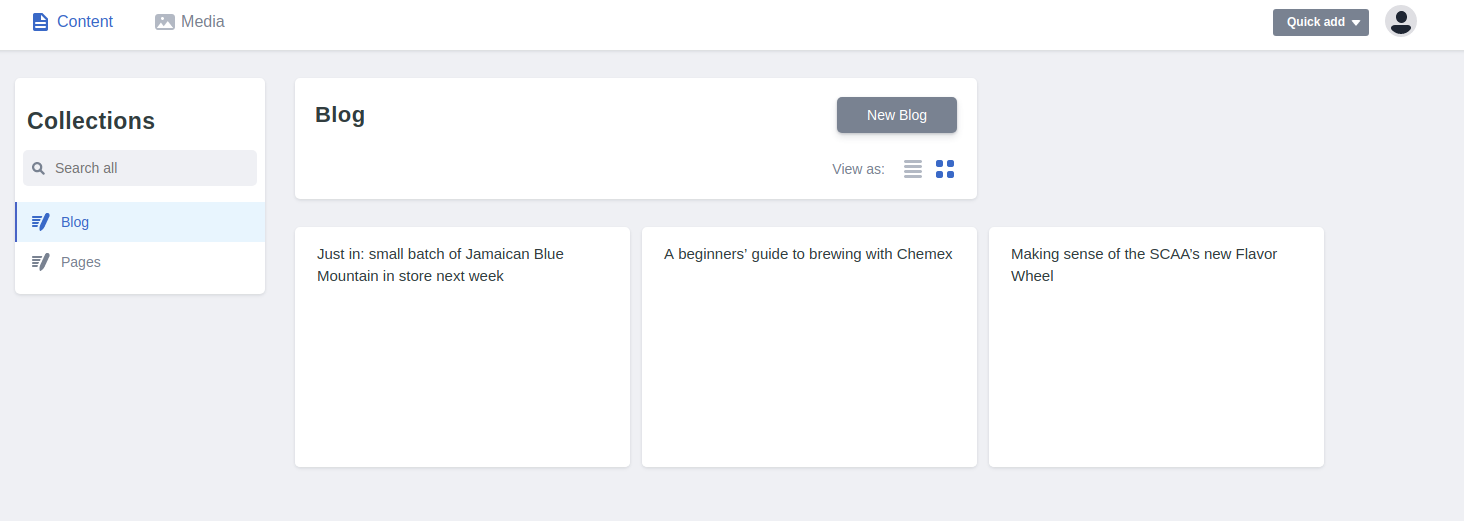 Content
Media
Quick add
Collections
Search all
Blog
Pages
Blog
New Blog
View as:
Just in: small batch of Jamaican Blue
Mountain in store next week
A beginners’ guide to brewing with Chemex
Making sense of the SCAA’s new Flavor
Wheel